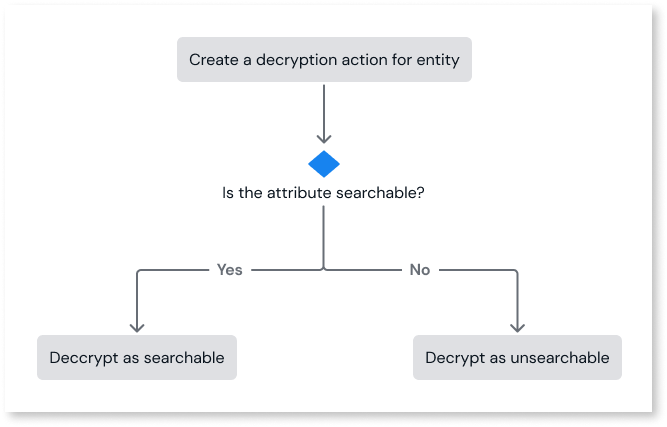 Create a decryption action for entity
Is the attribute searchable?
Yes
No
Deccrypt as searchable
Decrypt as unsearchable